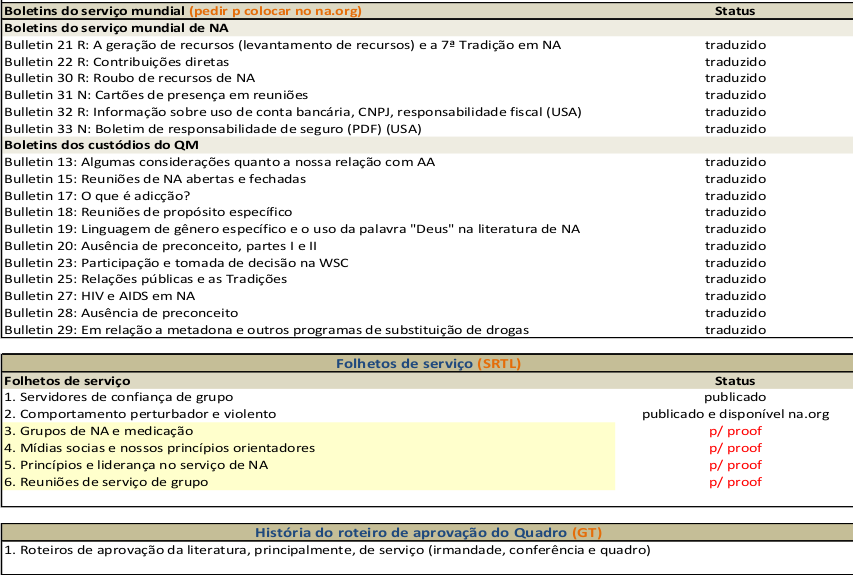 Boletins do serviço mundial (pedir p colocar no na.org) Status
Boletins do serviço mundial de NA
Bulletin 21 R: A geração de recursos (levantamento de recursos) e a 7ª Tradição em NA traduzido
Bulletin 22 R: Contribuições diretas traduzido
Bulletin 30 R: Roubo de recursos de NA traduzido
Bulletin 31 N: Cartões de presença em reuniões traduzido
Bulletin 32 R: Informação sobre uso de conta bancária, CNPJ, responsabilidade fiscal (USA) traduzido
Bulletin 33 N: Boletim de responsabilidade de seguro (PDF) (USA) traduzido
Boletins dos custódios do QM
Bulletin 13: Algumas considerações quanto a nossa relação com AA traduzido
Bulletin 15: Reuniões de NA abertas e fechadas traduzido
Bulletin 17: O que é adicção? traduzido
Bulletin 18: Reuniões de propósito específico traduzido
Bulletin 19: Linguagem de gênero específico e o uso da palavra "Deus" na literatura de NA traduzido
Bulletin 20: Ausência de preconceito, partes I e II traduzido
Bulletin 23: Participação e tomada de decisão na WSC traduzido
Bulletin 25: Relações públicas e as Tradições traduzido
Bulletin 27: HIV e AIDS em NA traduzido
Bulletin 28: Ausência de preconceito traduzido
Bulletin 29: Em relação a metadona e outros programas de substituição de drogas traduzido
Folhetos de serviço (SRTL)
Folhetos de serviço Status
1. Servidores de confiança de grupo publicado
2. Comportamento perturbador e violento publicado e disponível na.org
3. Grupos de NA e medicação p/ proof
4. Mídias socias e nossos princípios orientadores p/ proof
5. Princípios e liderança no serviço de NA p/ proof
6. Reuniões de serviço de grupo p/ proof
História do roteiro de aprovação do Quadro (GT)
1. Roteiros de aprovação da literatura, principalmente, de serviço (irmandade, conferência e quadro)